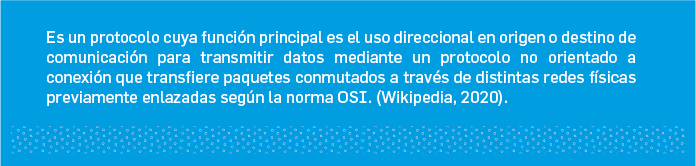 Es un protocolo cuya función principal es el uso direccional en origen o destino de
comunicación para transmitir datos mediante un protocolo no orientado a
conexión que transfiere paquetes conmutados a través de distintas redes físicas
previamente enlazadas según la norma OSI. (Wikipedia, 2020).